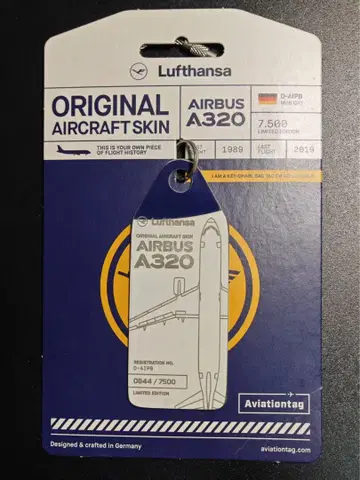 Lufthansa
ORIGINAL
AIRCRAFT SKIN
AIRBUS
A320
D-AIPB
7.500
LIMITED EDITION
THIS IS YOUR OWN PIECE
OF FLIGHT HISTORY
FLIGHT
1989
LAST
FLIGHT
Lufthansa
ORIGINAL AIRCRAFT SKIN
AIRBUS
A320
REGISTRATION NO.
D-AIPB
0544 / 7500
LIMITED EDITION
Aviationtag
Designed & crafted in Germany
aviationtag.com